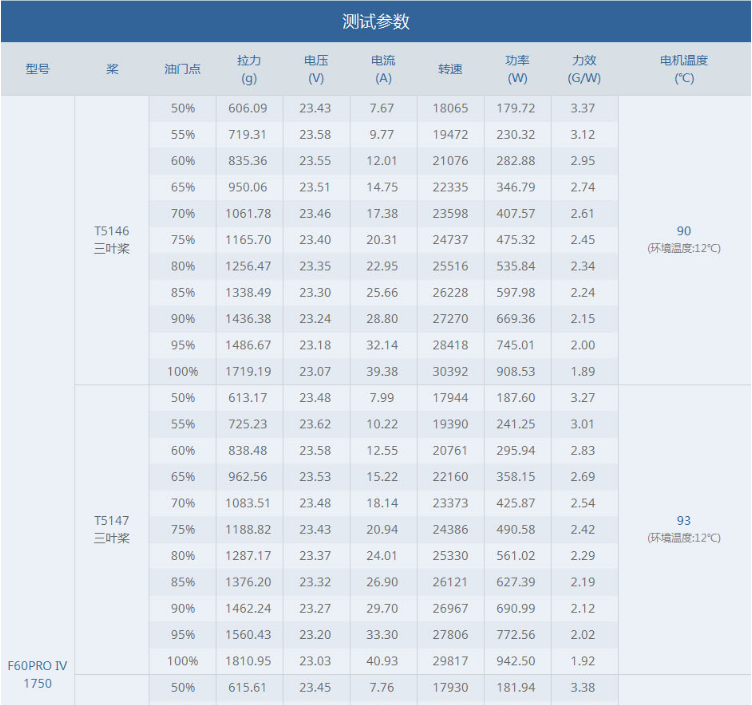 测试参数
型号 桨 油门点 拉力 (g) 电压 (V) 电流 (A) 转速 功率 (W) 力效 (G/W) 电机温度 (℃)
50% 606.09 23.43 7.67 18065 179.72 3.37
55% 719.31 23.58 9.77 19472 230.32 3.12
60% 835.36 23.55 12.01 21076 282.88 2.95
65% 950.06 23.51 14.75 22335 346.79 2.74
70% 1061.78 23.46 17.38 23598 407.57 2.61
T5146
三叶桨
75% 1165.70 23.40 20.31 24737 475.32 2.45
90
(环境温度:12℃)
80% 1256.47 23.35 22.95 25516 535.84 2.34
85% 1338.49 23.30 25.66 26228 597.98 2.24
90% 1436.38 23.24 28.80 27270 669.36 2.15
95% 1486.67 23.18 32.14 28418 745.01 2.00
100% 1719.19 23.07 39.38 30392 908.53 1.89
50% 613.17 23.48 7.99 17944 187.60 3.27
55% 725.23 23.62 10.22 19390 241.25 3.01
60% 838.48 23.58 12.55 20761 295.94 2.83
65% 962.56 23.53 15.22 22160 358.15 2.69
70% 1083.51 23.48 18.14 23373 425.87 2.54
T5147
三叶桨
75% 1188.82 23.43 20.94 24386 490.58 2.42
93
(环境温度:12℃)
80% 1287.17 23.37 24.01 25330 561.02 2.29
85% 1376.20 23.32 26.90 26121 627.39 2.19
90% 1462.24 23.27 29.70 26967 690.99 2.12
95% 1560.43 23.20 33.30 27806 772.56 2.02
100% 1810.95 23.03 40.93 29817 942.50 1.92
F60PRO IV
1750
50% 615.61 23.45 7.76 17930 181.94 3.38